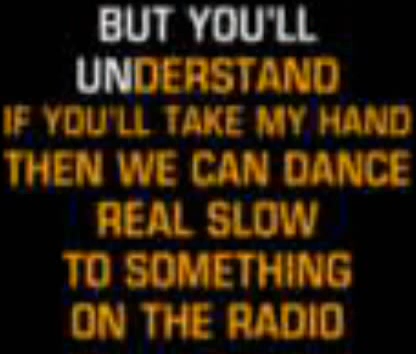 BUT YOU'LL
UNDERSTAND
IF YOU'LL TAKE MY HAND
THEN WE CAN DANCE
REAL SLOW
TO SOMETHING
ON THE RADIO